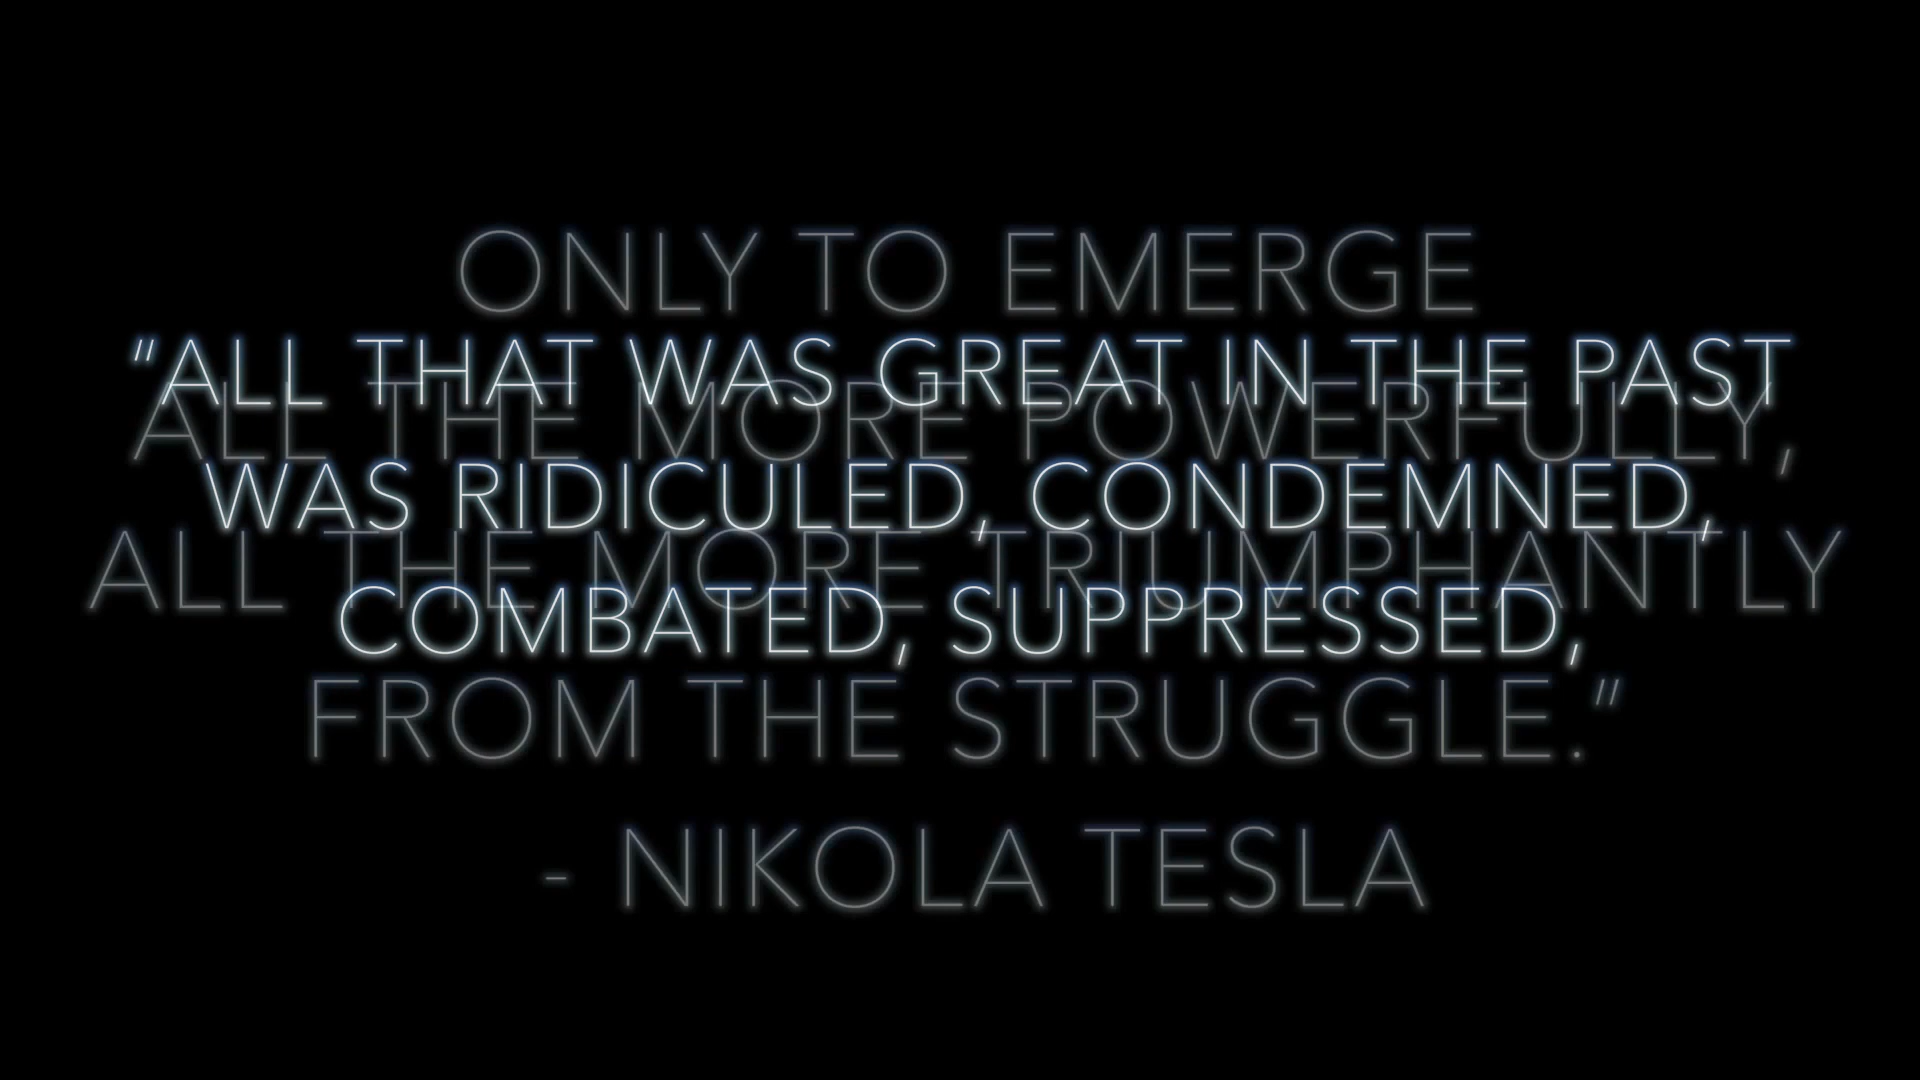 "ALL THAT WAS GREAT IN THE PAST
WAS RIDICULED, CONDEMNED,
COMBATED, SUPPRESSED,
ONLY TO EMERGE
ALL THE MORE POWERFULLY,
ALL THE MORE TRIUMPHANTLY
FROM THE STRUGGLE."
- NIKOLA TESLA